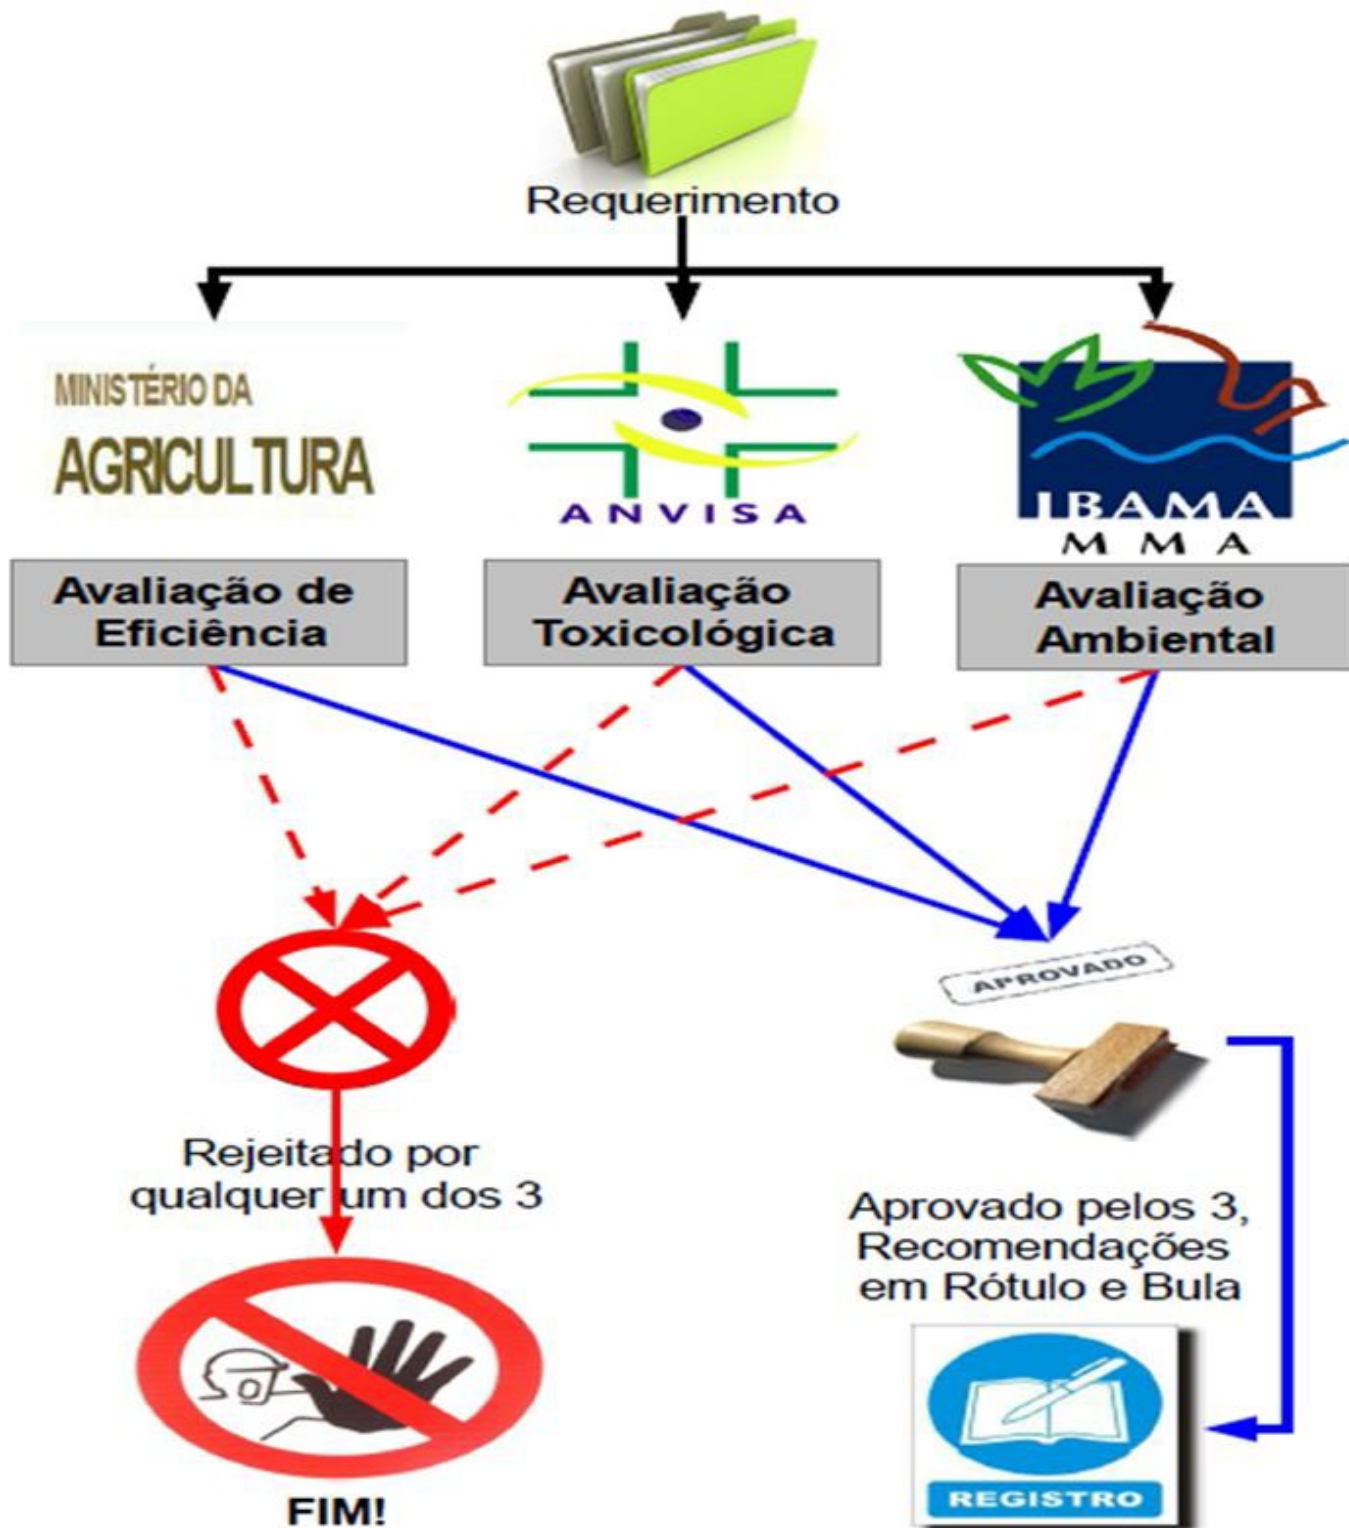 Requerimento
MINISTÉRIO DA
AGRICULTURA
ANVISA
IBAMA
M M A
Avaliação de
Eficiência
Avaliação
Toxicológica
Avaliação
Ambiental
APROVADO
Rejeitado por
qualquer um dos 3
Aprovado pelos 3,
Recomendações
em Rótulo e Bula
REGISTRO
FIM!